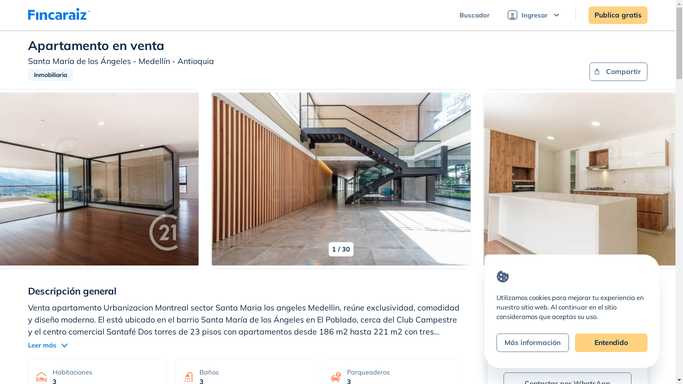 Fincaraiz
Buscador
Ingresar
Publica gratis
Apartamento en venta
Santa María de los Ángeles - Medellín - Antioquia
Inmobiliaria
Compartir
21
1 / 30
Descripción general
Venta apartamento Urbanizacion Montreal sector Santa Maria los angeles Medellin, reúne exclusividad, comodidad
y diseño moderno. El está ubicado en el barrio Santa María de los Ángeles en El Poblado, cerca del Club Campestre
y el centro comercial Santafé Dos torres de 23 pisos con apartamentos desde 186 m2 hasta 221 m2 con tres...
Leer más
Habitaciones
3
Baños
3
Parqueaderos
3
Utilizamos cookies para mejorar tu experiencia en
nuestro sitio web. Al continuar en el sitio
consideramos que aceptas su uso.
Más información
Entendido
Contactar por WhatsApp